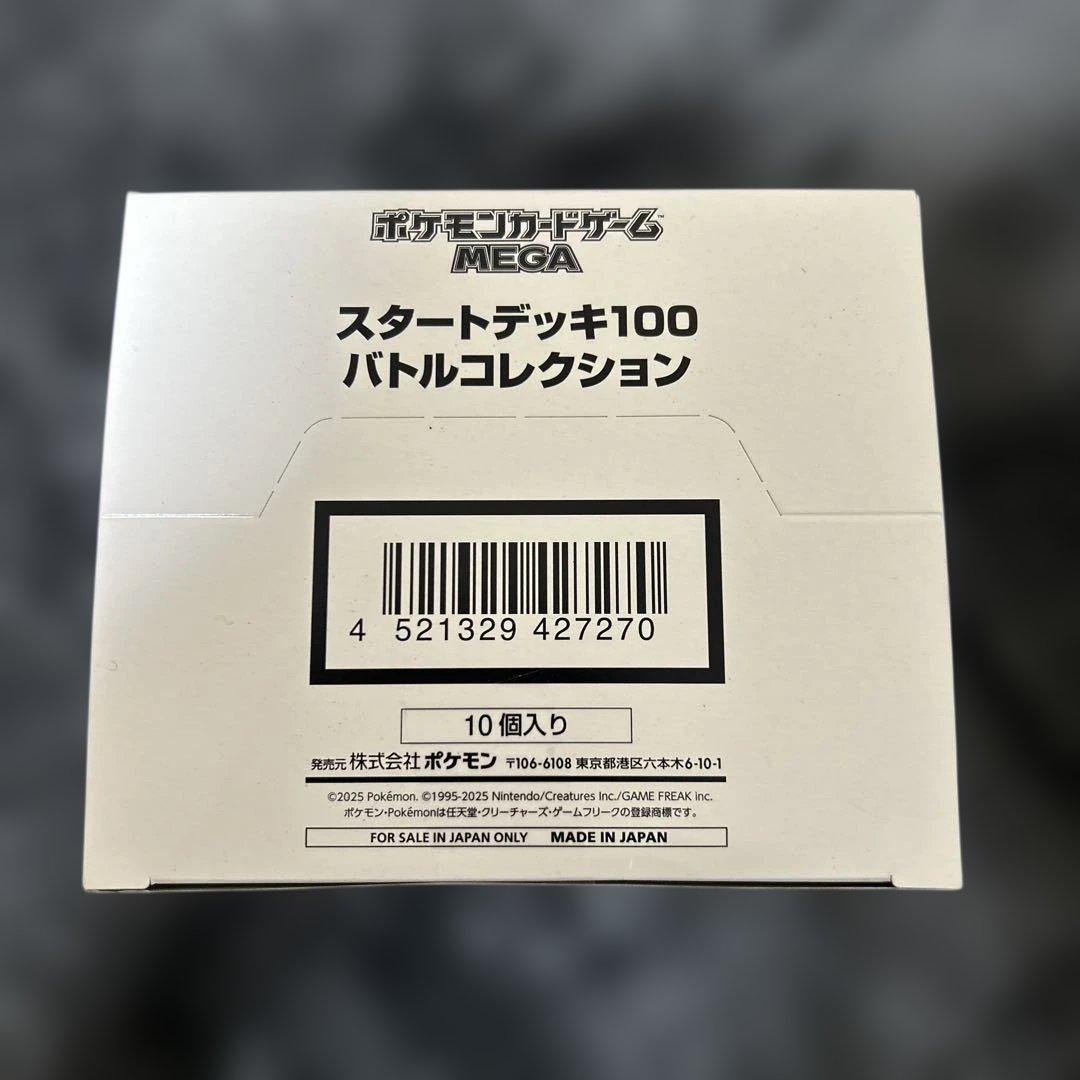 ポケモンカードゲーム™
MEGA
スタートデッキ100
バトルコレクション
4 521329 427270
10個入り
発売元 株式会社 ポケモン 〒106-6108 東京都港区六本木6-10-1
©2025 Pokémon. ©1995-2025 Nintendo/Creatures Inc./GAME FREAK inc.
ポケモン・Pokémonは任天堂・クリーチャーズ・ゲームフリークの登録商標です。
FOR SALE IN JAPAN ONLY MADE IN JAPAN